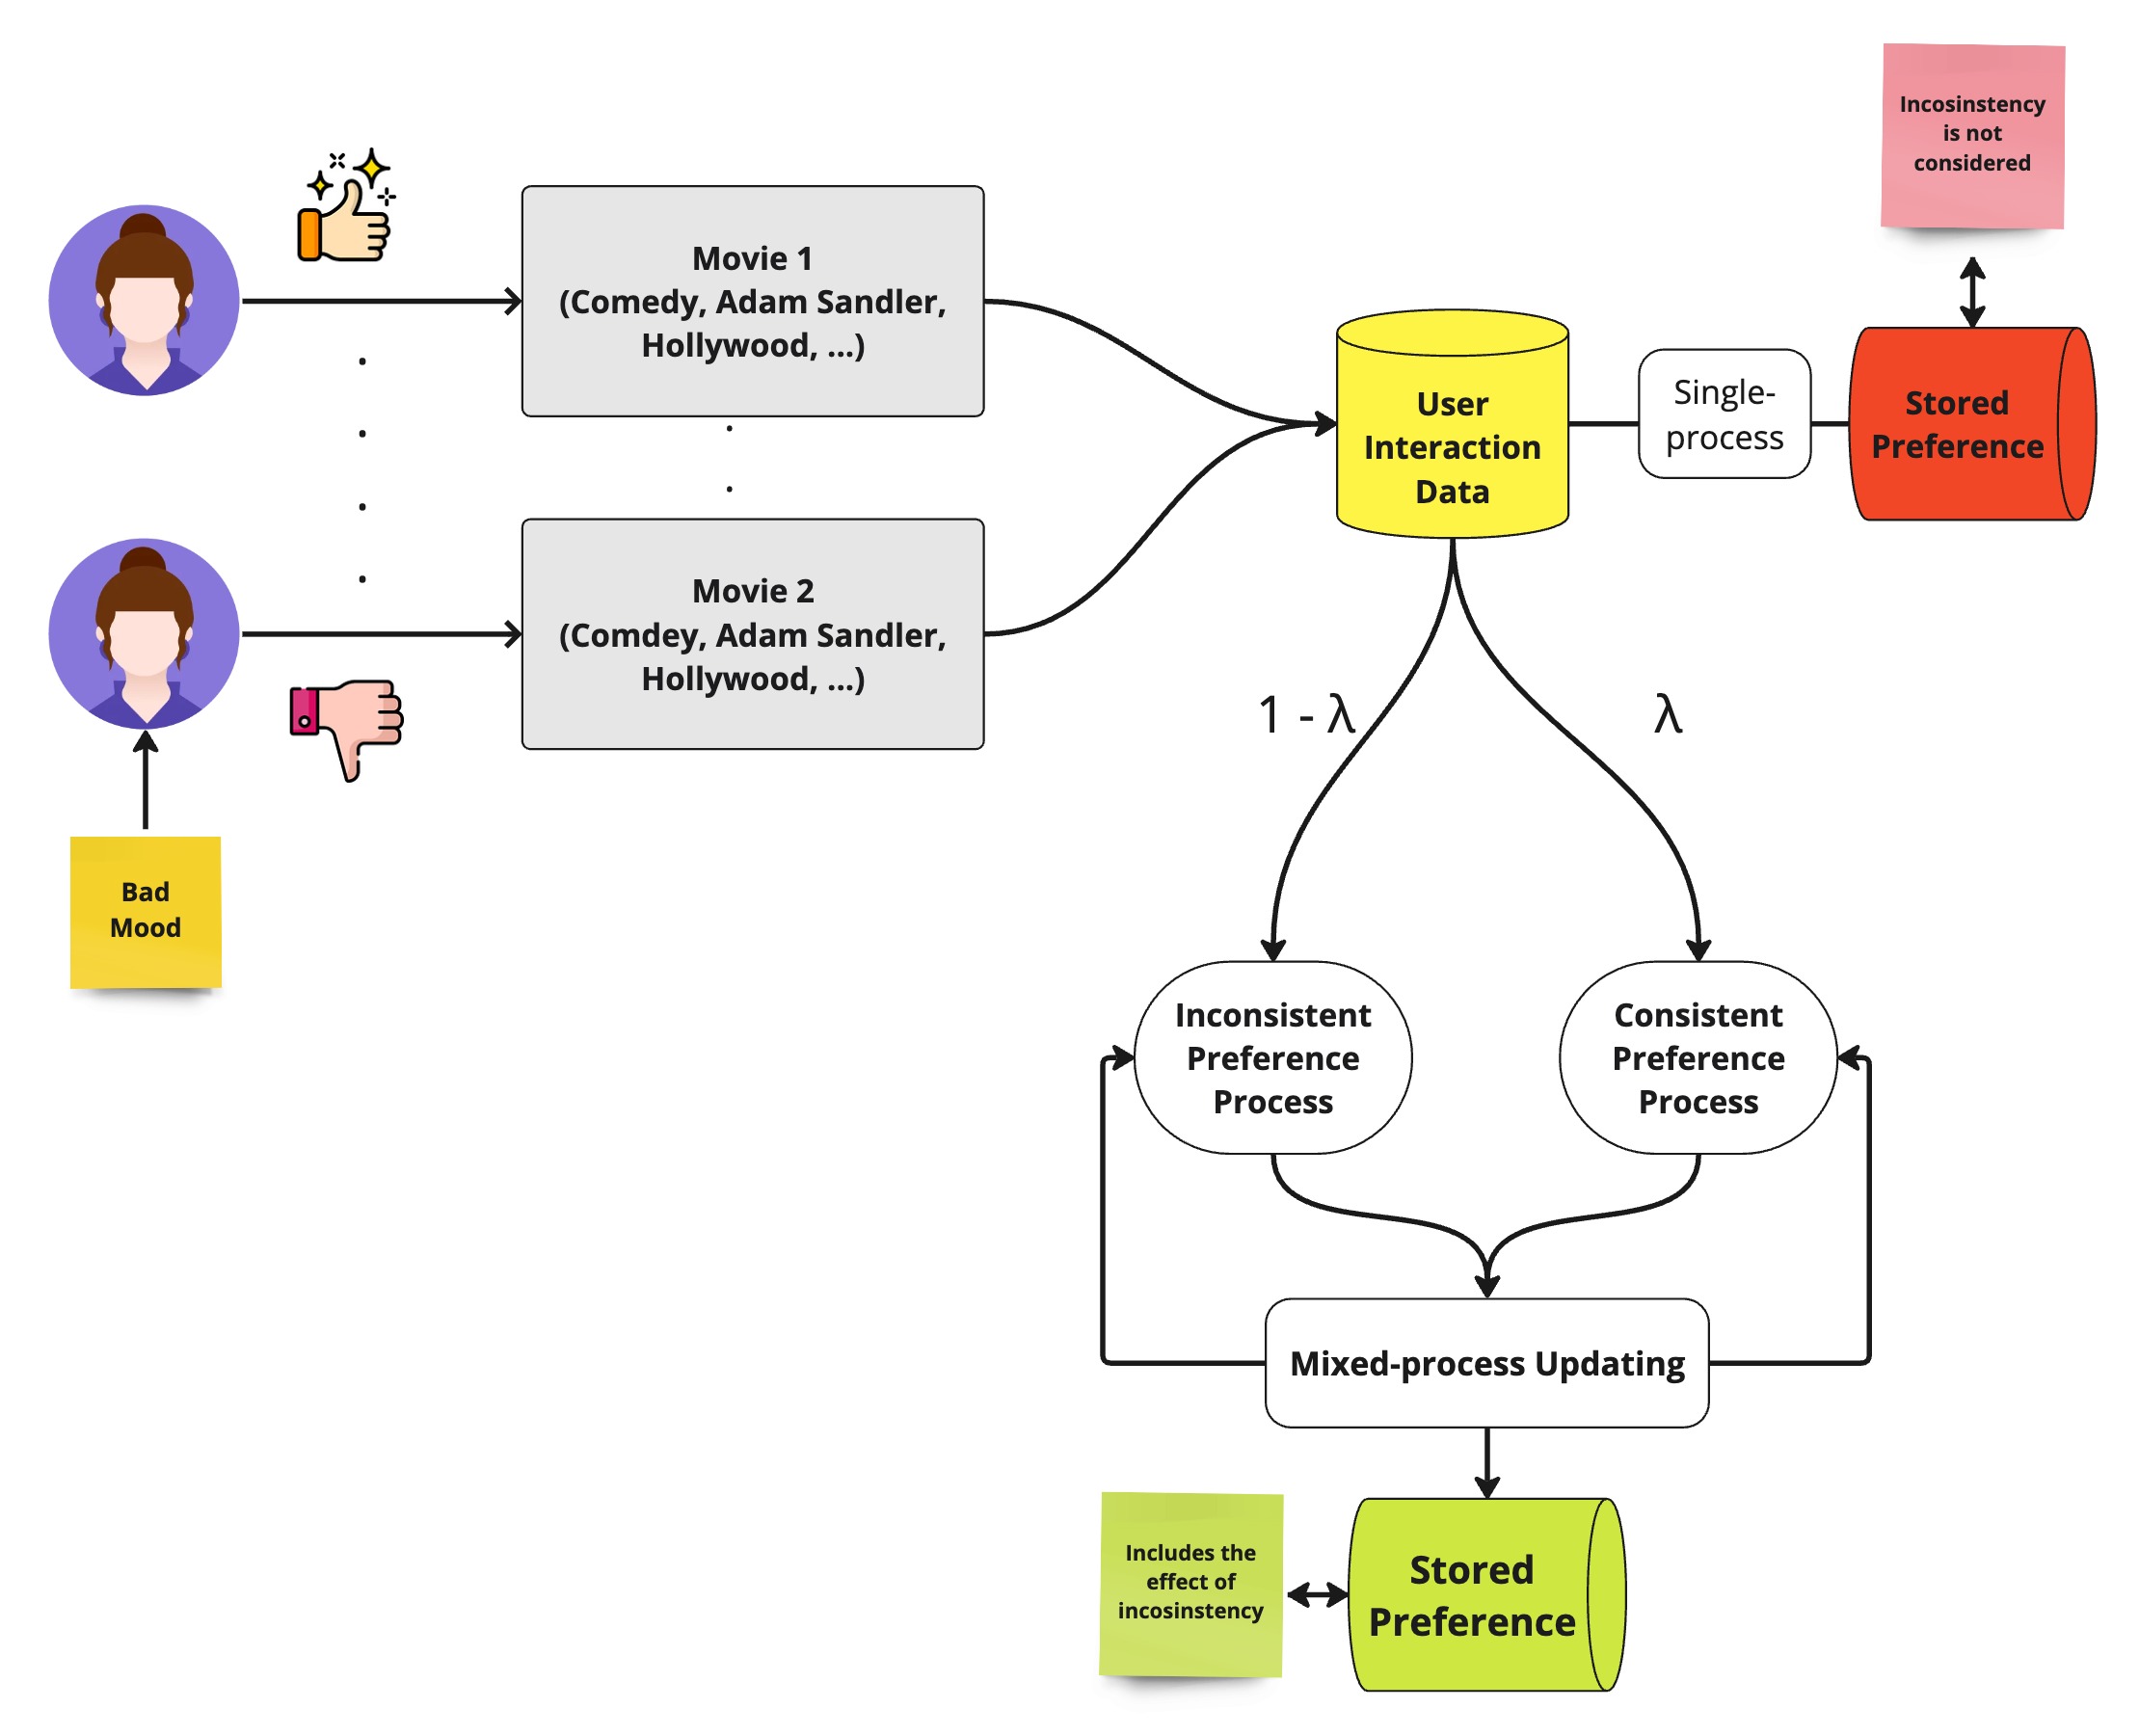 Incosinstency
is not
considered
Movie 1
(Comedy, Adam Sandler,
Hollywood, ...)
User
Interaction
Data
Single-
process
Stored
Preference
Movie 2
(Comdey, Adam Sandler,
Hollywood, ...)
1 - λ
λ
Bad
Mood
Inconsistent
Preference
Process
Consistent
Preference
Process
Mixed-process Updating
Includes the
effect of
incosinstency
Stored
Preference